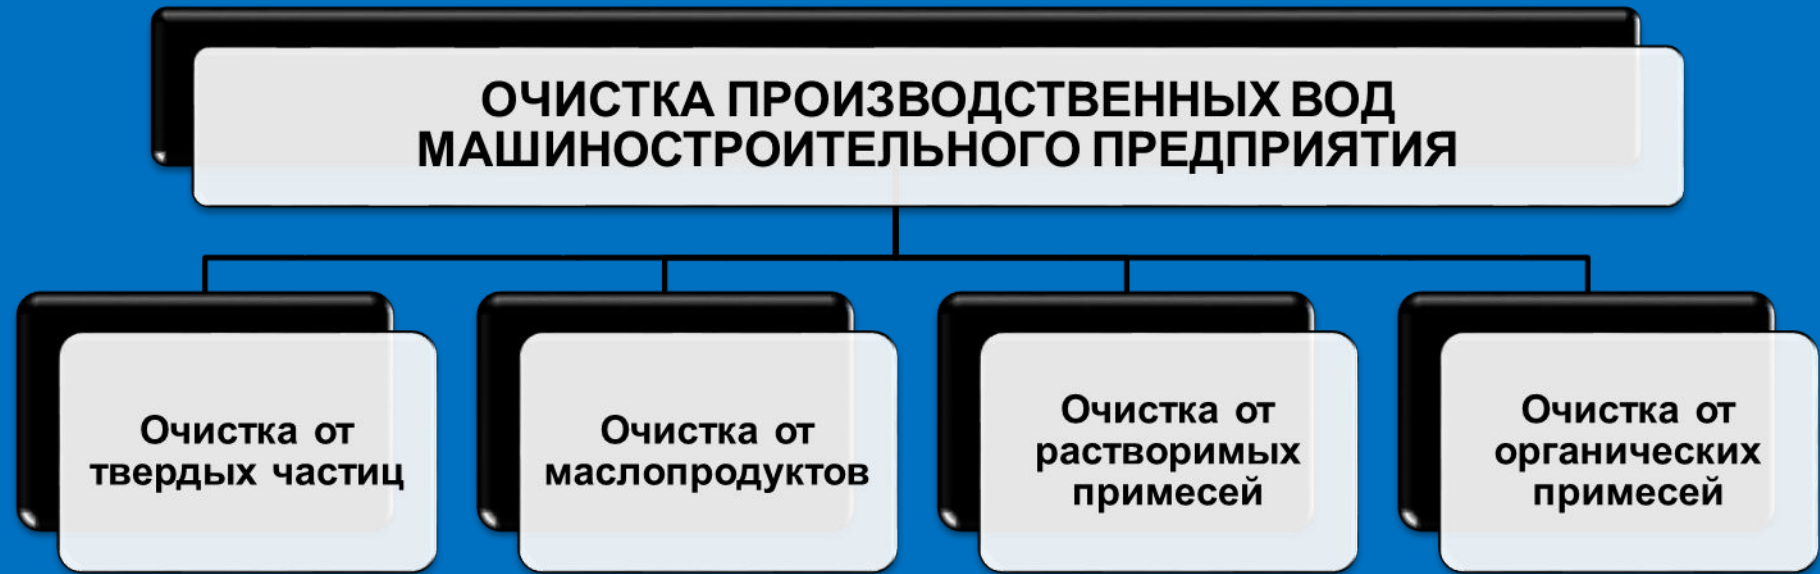 ОЧИСТКА ПРОИЗВОДСТВЕННЫХ ВОД
МАШИНОСТРОИТЕЛЬНОГО ПРЕДПРИЯТИЯ
Очистка от
твердых частиц
Очистка от
маслопродуктов
Очистка от
растворимых
примесей
Очистка от
органических
примесей